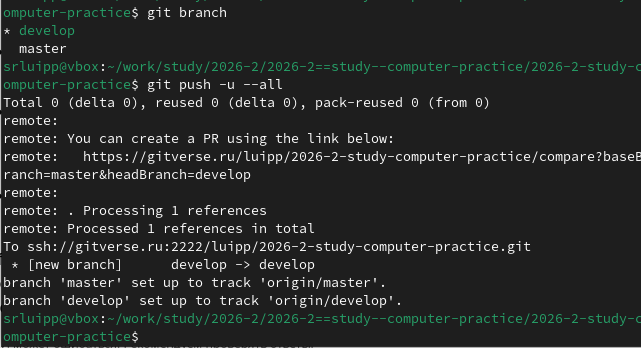 omputer-practice$ git branch
* develop
  master
srluipp@vbox:~/work/study/2026-2/2026-2==study--computer-practice/2026-2-study-c
omputer-practice$ git push -u --all
Total 0 (delta 0), reused 0 (delta 0), pack-reused 0 (from 0)
remote:
remote: You can create a PR using the link below:
remote:   https://gitverse.ru/luipp/2026-2-study-computer-practice/compare?baseB
ranch=master&headBranch=develop
remote:
remote: . Processing 1 references
remote: Processed 1 references in total
To ssh://gitverse.ru:2222/luipp/2026-2-study-computer-practice.git
 * [new branch]      develop -> develop
branch 'master' set up to track 'origin/master'.
branch 'develop' set up to track 'origin/develop'.
srluipp@vbox:~/work/study/2026-2/2026-2==study--computer-practice/2026-2-study-c
omputer-practice$